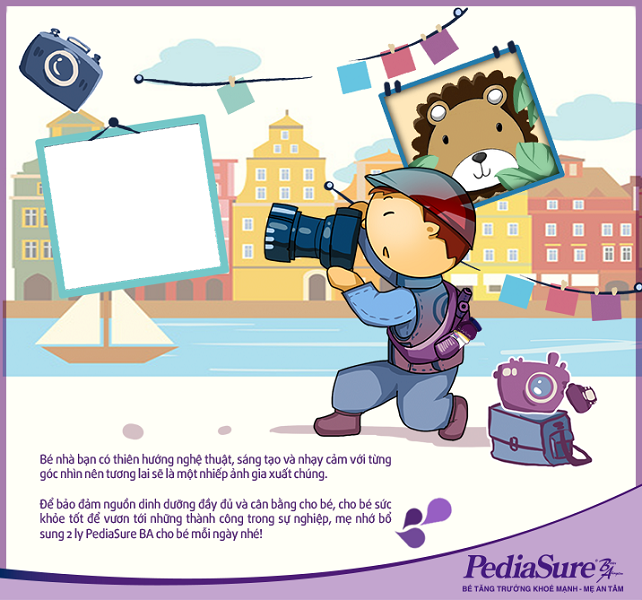 Bé nhà bạn có thiên hướng nghệ thuật, sáng tạo và nhạy cảm với từng
góc nhìn nên tương lai sẽ là một nhiếp ảnh gia xuất chúng.
Để bảo đảm nguồn dinh dưỡng đầy đủ và cân bằng cho bé, cho bé sức
khỏe tốt để vươn tới những thành công trong sự nghiệp, mẹ nhớ bổ
sung 2 ly PediaSure BA cho bé mỗi ngày nhé!
PediaSure® BA
BÉ TĂNG TRƯỞNG KHOẺ MẠNH - MẸ AN TÂM